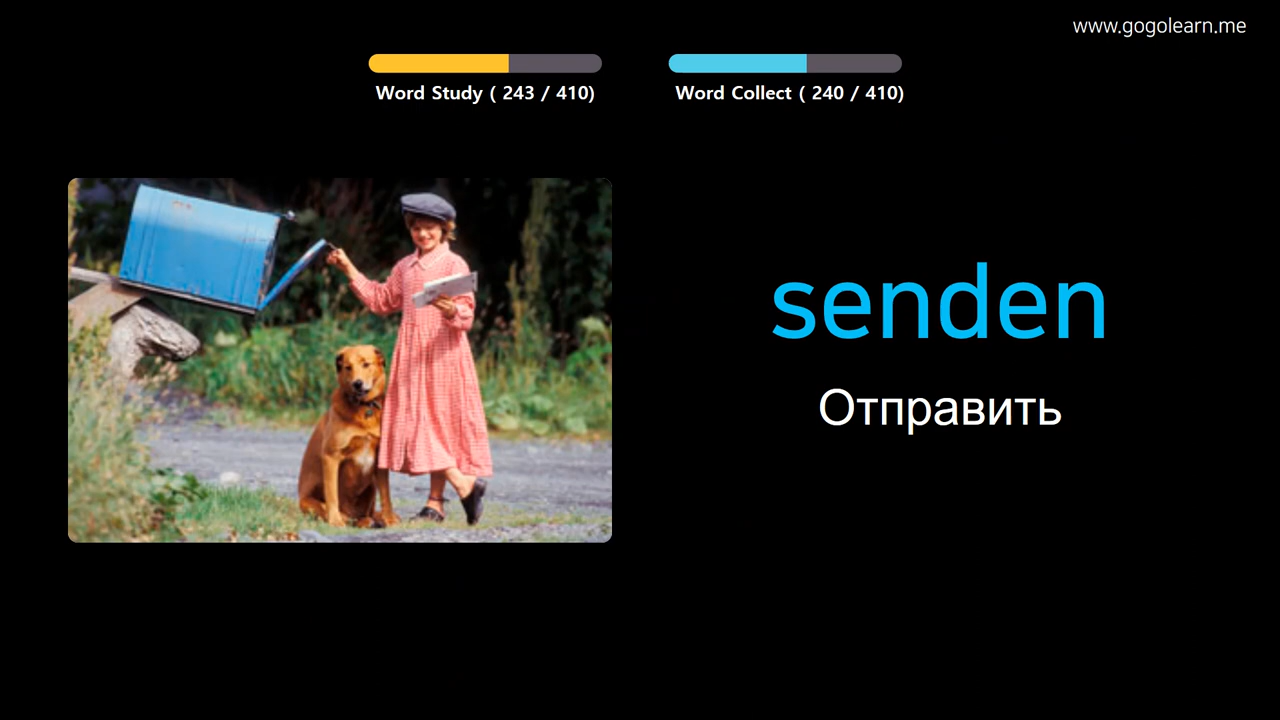 www.gogolearn.me
Word Study ( 243 / 410)
Word Collect ( 240 / 410)
senden
Отправить